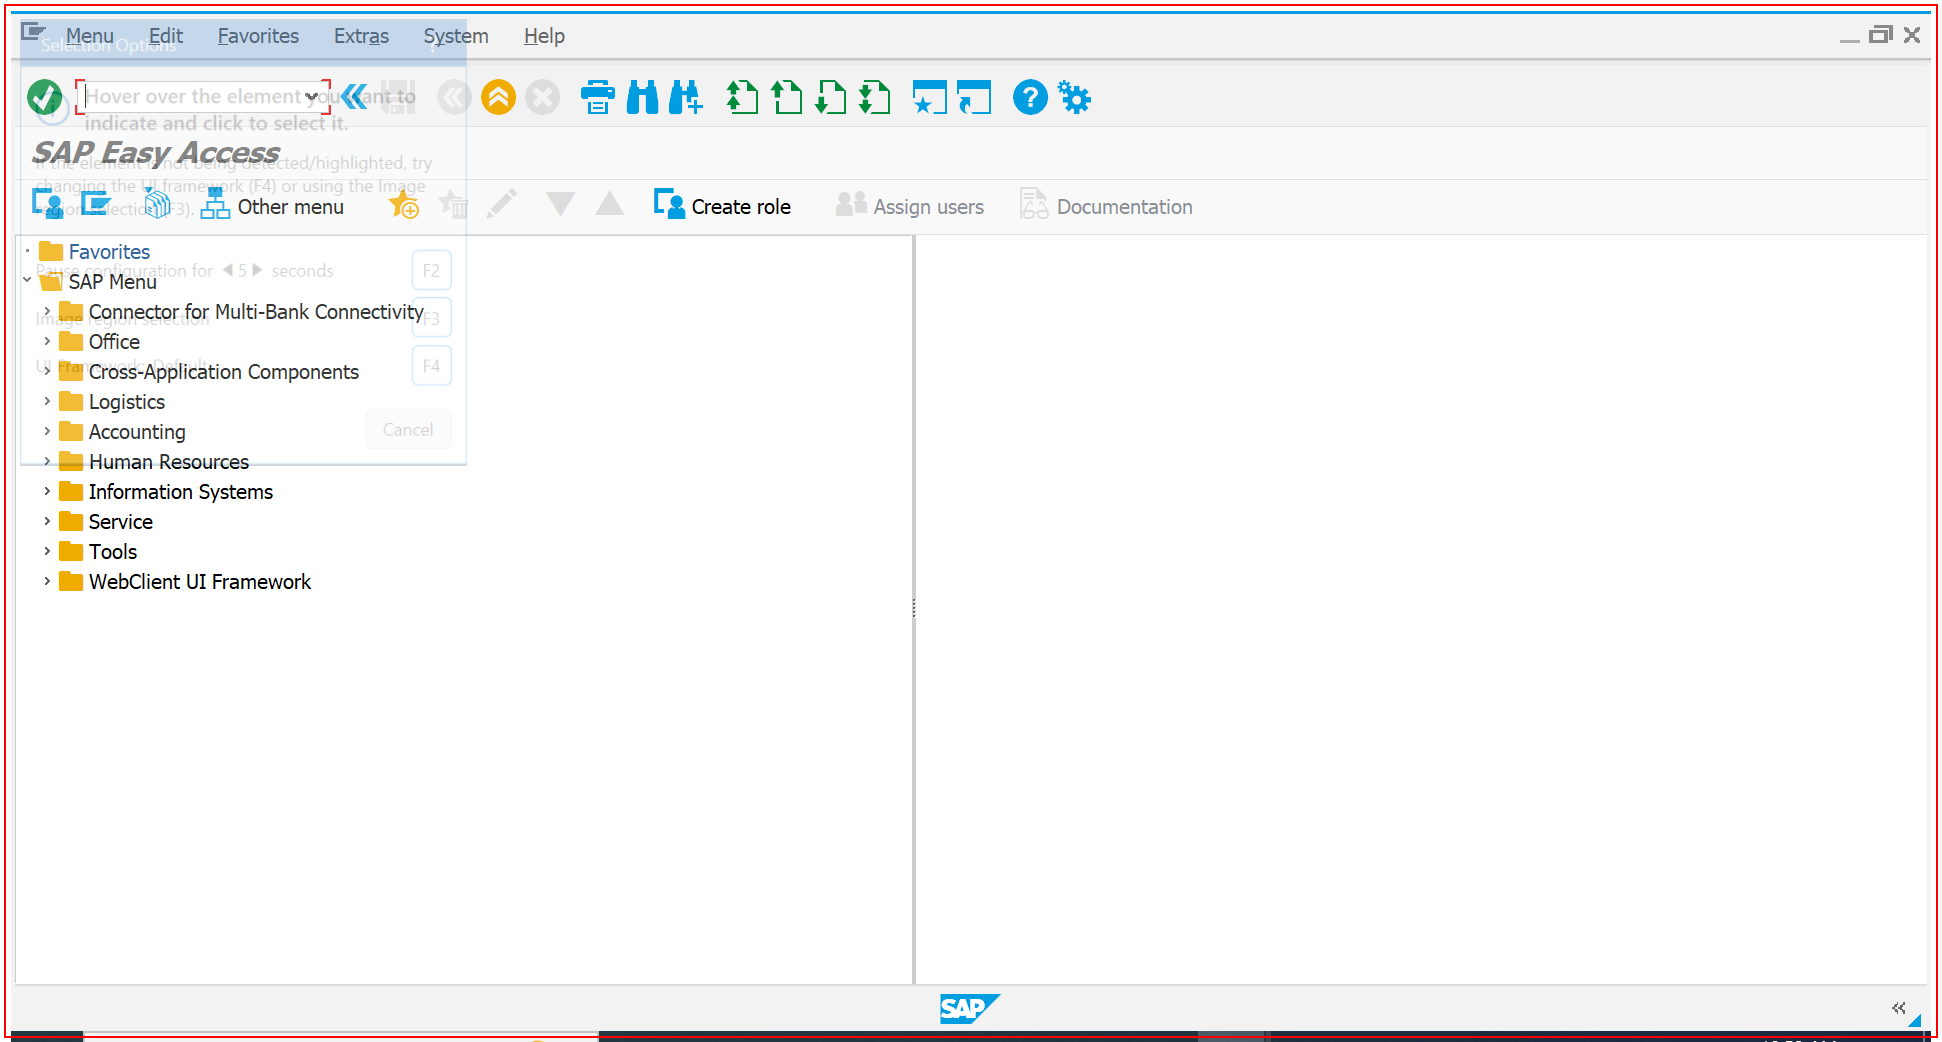 Menu Edit Favorites Extras System Help
Selection Options ?
Hover over the element you want to
indicate and click to select it.
SAP Easy Access
If the element is not being detected/highlighted, try
changing the UI framework (F4) or using the Image
region selection (F3).
Other menu Create role Assign users Documentation
Favorites
Pause configuration for 5 seconds F2
SAP Menu
Connector for Multi-Bank Connectivity
Image region selection F3
Office
UI Framework: Default F4
Cross-Application Components
Logistics
Accounting
Cancel
Human Resources
Information Systems
Service
Tools
WebClient UI Framework
SAP